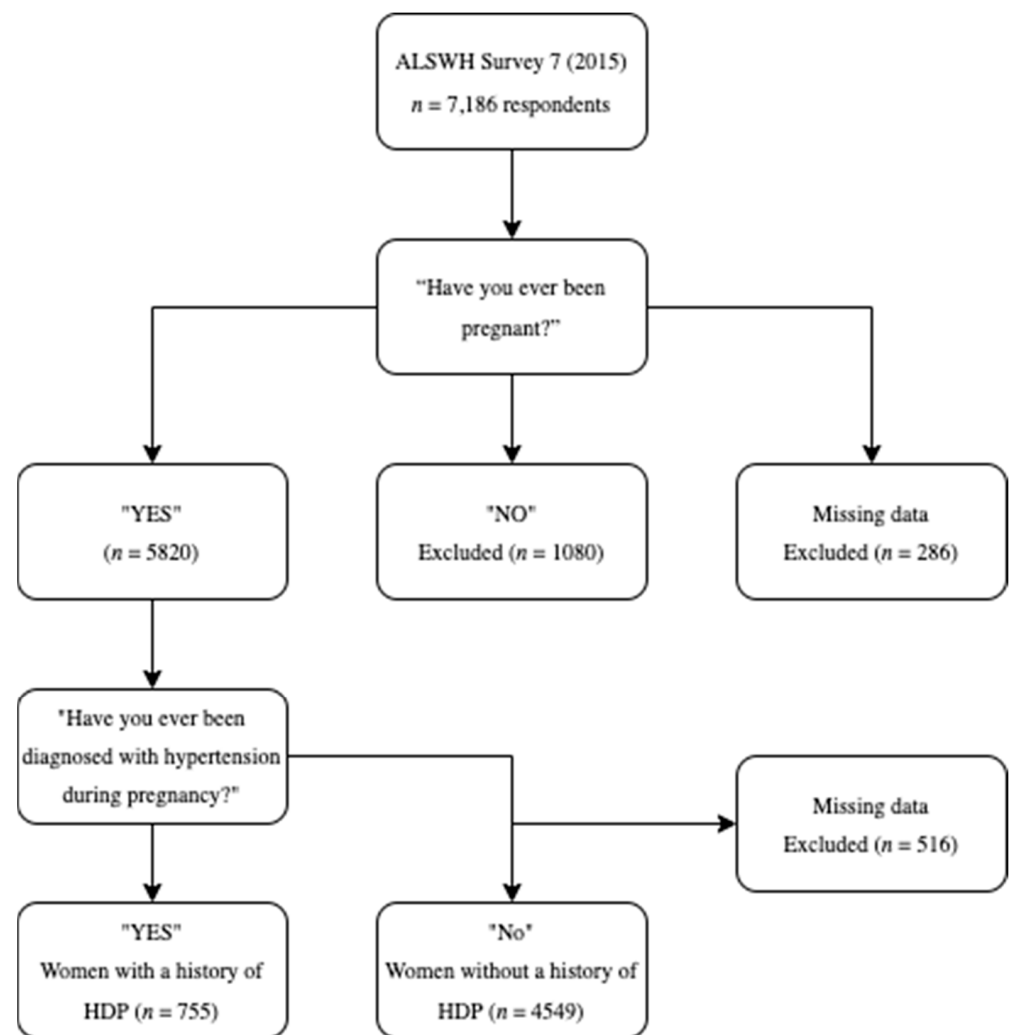 ALSWH Survey 7 (2015)
n = 7,186 respondents
“Have you ever been
pregnant?”
"YES"
(n = 5820)
"NO"
Excluded (n = 1080)
Missing data
Excluded (n = 286)
"Have you ever been
diagnosed with hypertension
during pregnancy?"
Missing data
Excluded (n = 516)
"YES"
Women with a history of
HDP (n = 755)
"No"
Women without a history of
HDP (n = 4549)